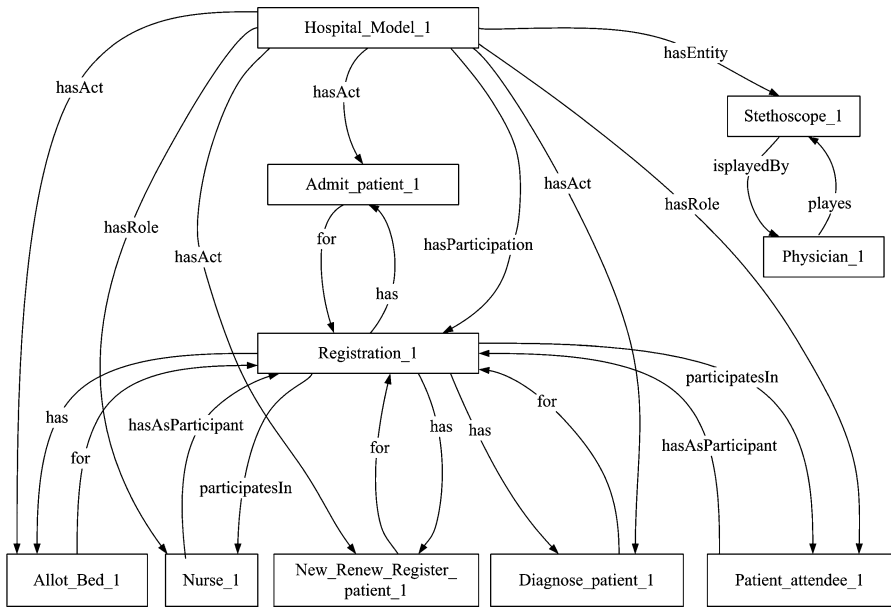 Hospital_Model_1
hasAct
hasEntity
hasAct
Stethoscope_1
isplayedBy
Admit_patient_1
hasAct
playes
hasRole
hasRole
for
hasParticipation
hasAct
Physician_1
has
Registration_1
participatesIn
has
hasAsParticipant
has
has
for
for
for
hasAsParticipant
participatesIn
Allot_Bed_1
Nurse_1
New_Renew_Register_
patient_1
Diagnose_patient_1
Patient_attendee_1